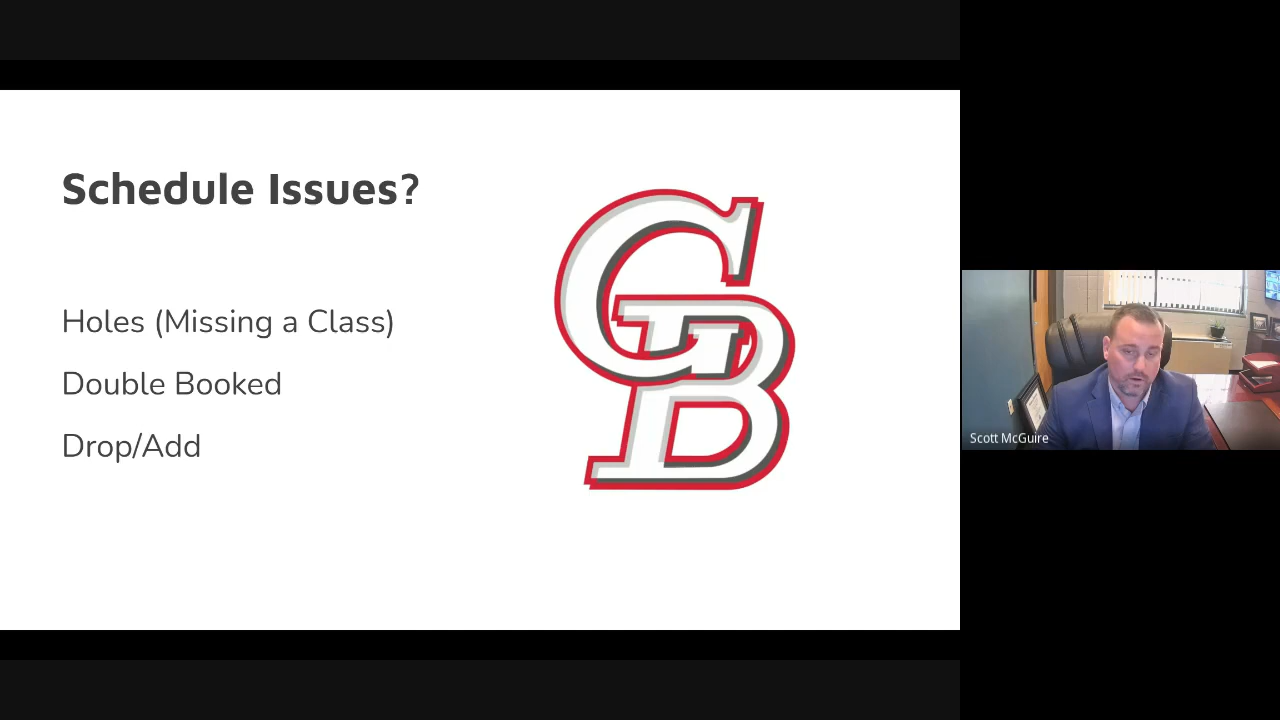 Schedule Issues?
Holes (Missing a Class)
Double Booked
Drop/Add
GB
Scott McGuire